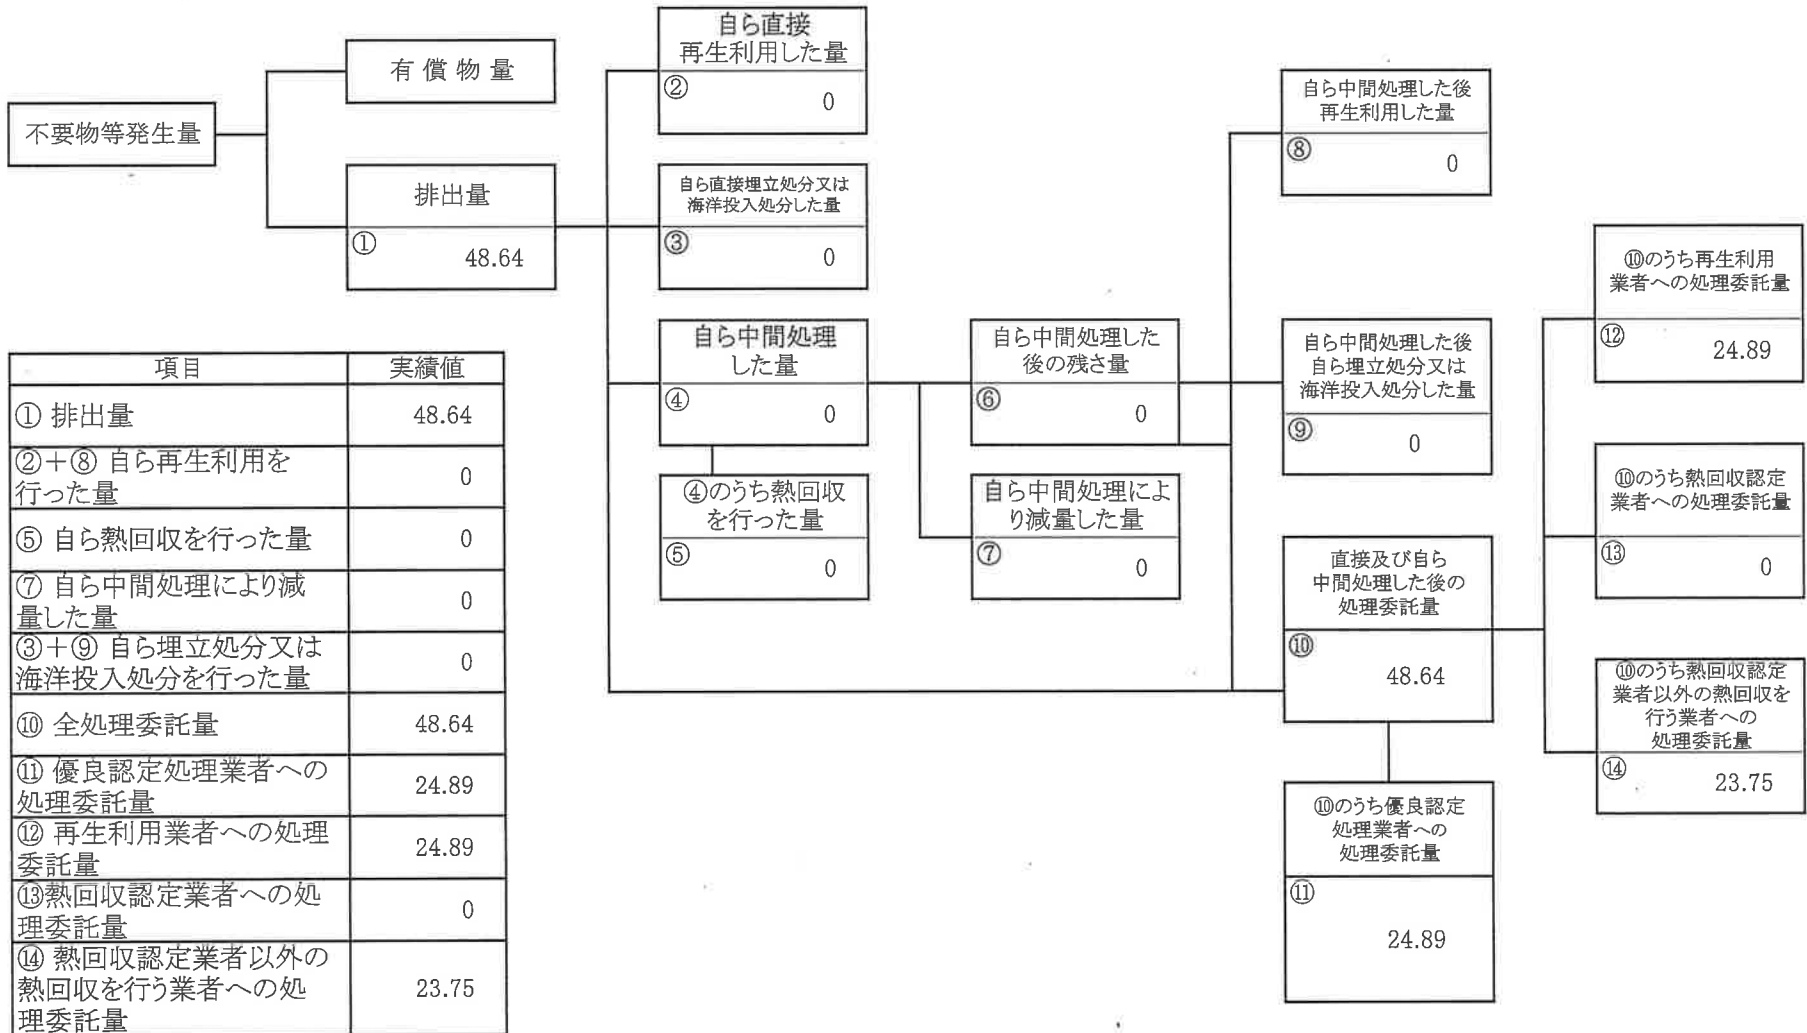 不要物等発生量
有償物量
排出量
①
48.64
自ら直接
再生利用した量
②
0
自ら直接埋立処分又は
海洋投入処分した量
③
0
自ら中間処理
した量
④
0
④のうち熱回収
を行った量
⑤
0
自ら中間処理した
後の残さ量
⑥
0
自ら中間処理によ
り減量した量
⑦
0
自ら中間処理した後
再生利用した量
⑧
0
自ら中間処理した後
自ら埋立処分又は
海洋投入処分した量
⑨
0
直接及び自ら
中間処理した後の
処理委託量
⑩
48.64
⑩のうち優良認定
処理業者への
処理委託量
⑪
24.89
⑩のうち再生利用
業者への処理委託量
⑫
24.89
⑩のうち熱回収認定
業者への処理委託量
⑬
0
⑩のうち熱回収認定
業者以外の熱回収を
行う業者への
処理委託量
⑭
23.75
項目 実績値
① 排出量 48.64
②＋⑧ 自ら再生利用を
行った量 0
⑤ 自ら熱回収を行った量 0
⑦ 自ら中間処理により減
量した量 0
③＋⑨ 自ら埋立処分又は
海洋投入処分を行った量 0
⑩ 全処理委託量 48.64
⑪ 優良認定処理業者への
処理委託量 24.89
⑫ 再生利用業者への処理
委託量 24.89
⑬熱回収認定業者への処
理委託量 0
⑭ 熱回収認定業者以外の
熱回収を行う業者への処
理委託量 23.75